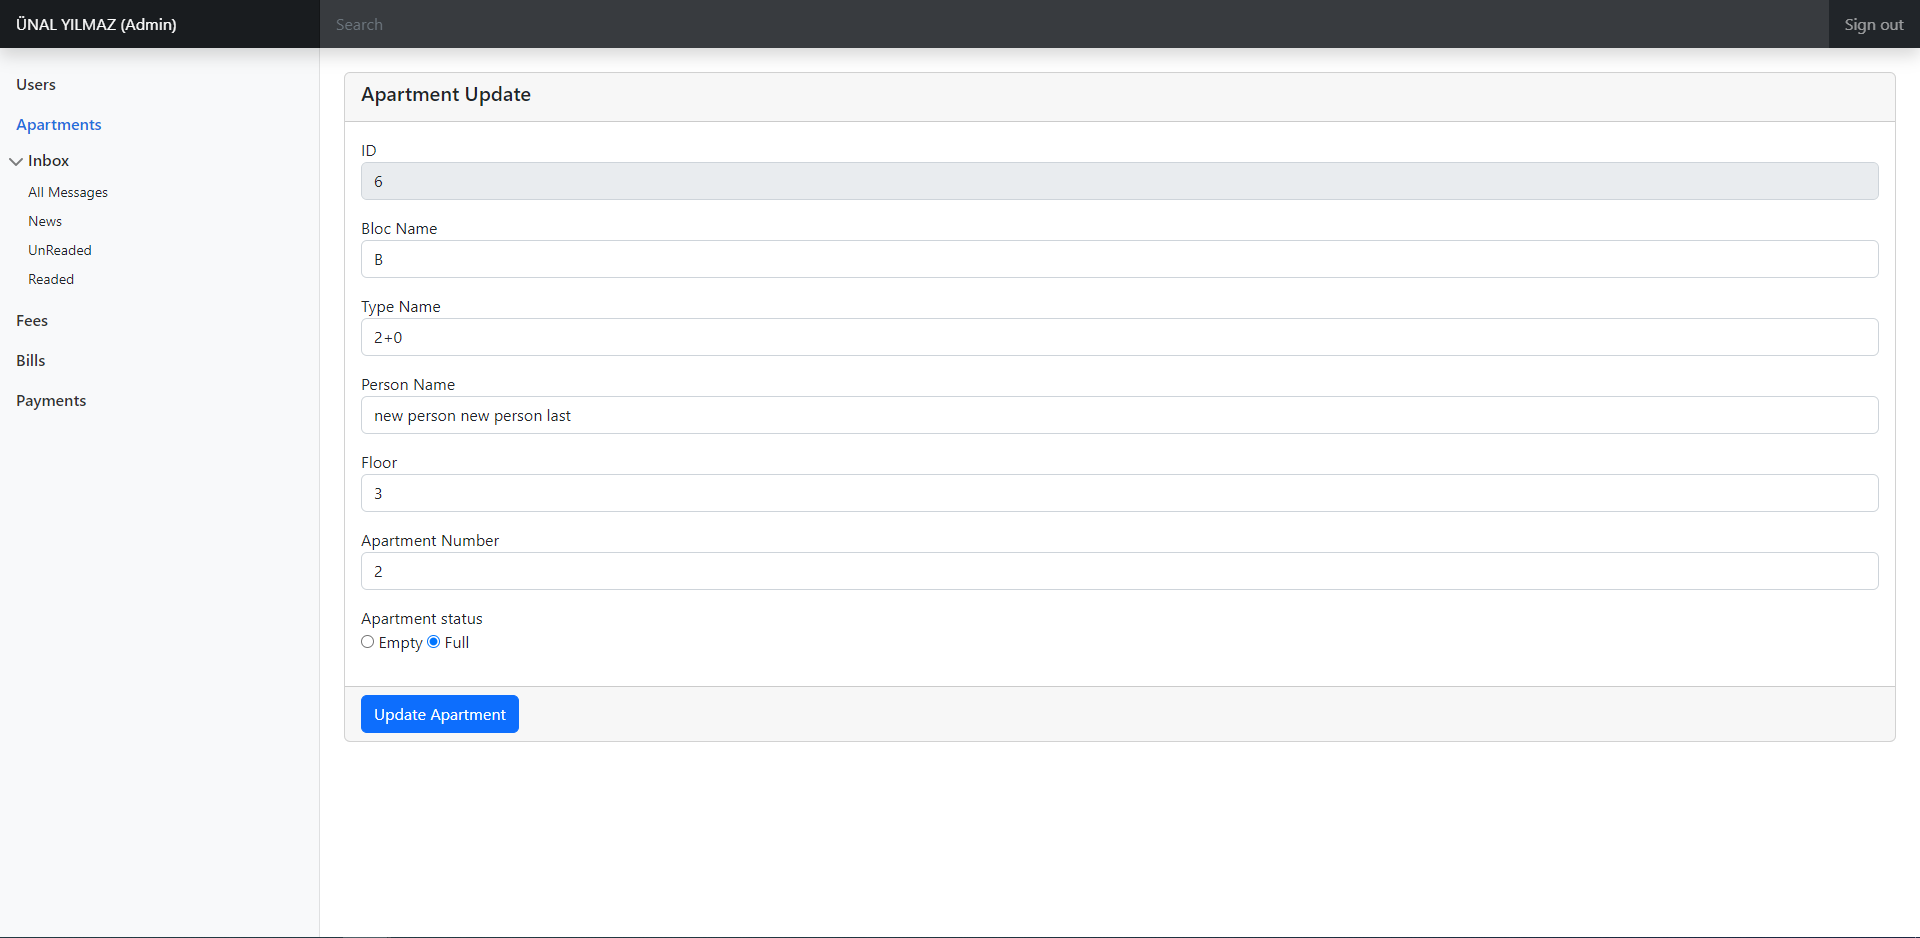 ÜNAL YILMAZ (Admin)
Search
Sign out
Users
Apartments
Inbox
All Messages
News
UnReaded
Readed
Fees
Bills
Payments
Apartment Update
ID
6
Bloc Name
B
Type Name
2+0
Person Name
new person new person last
Floor
3
Apartment Number
2
Apartment status
Empty Full
Update Apartment